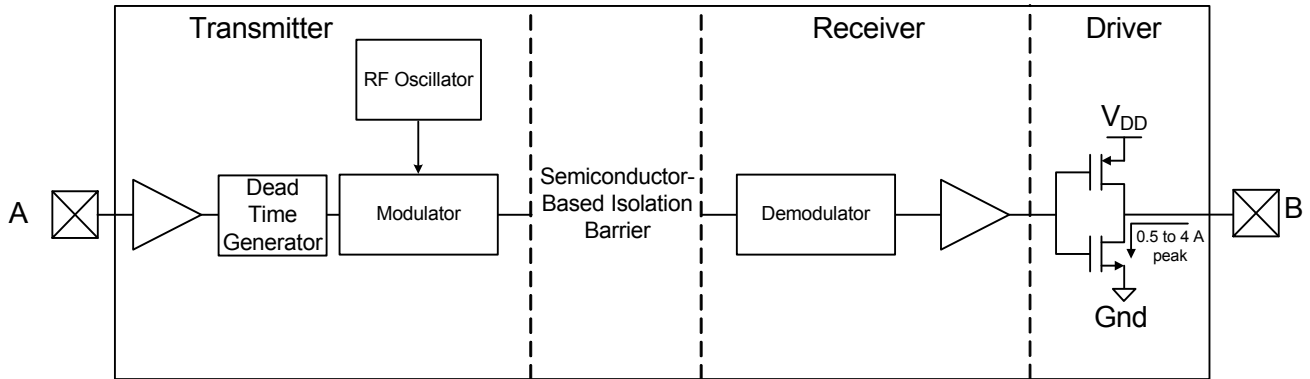 Transmitter
Receiver
Driver
RF Oscillator
V_DD
A
Dead
Time
Generator
Modulator
Semiconductor-
Based Isolation
Barrier
Demodulator
B
0.5 to 4 A
peak
Gnd